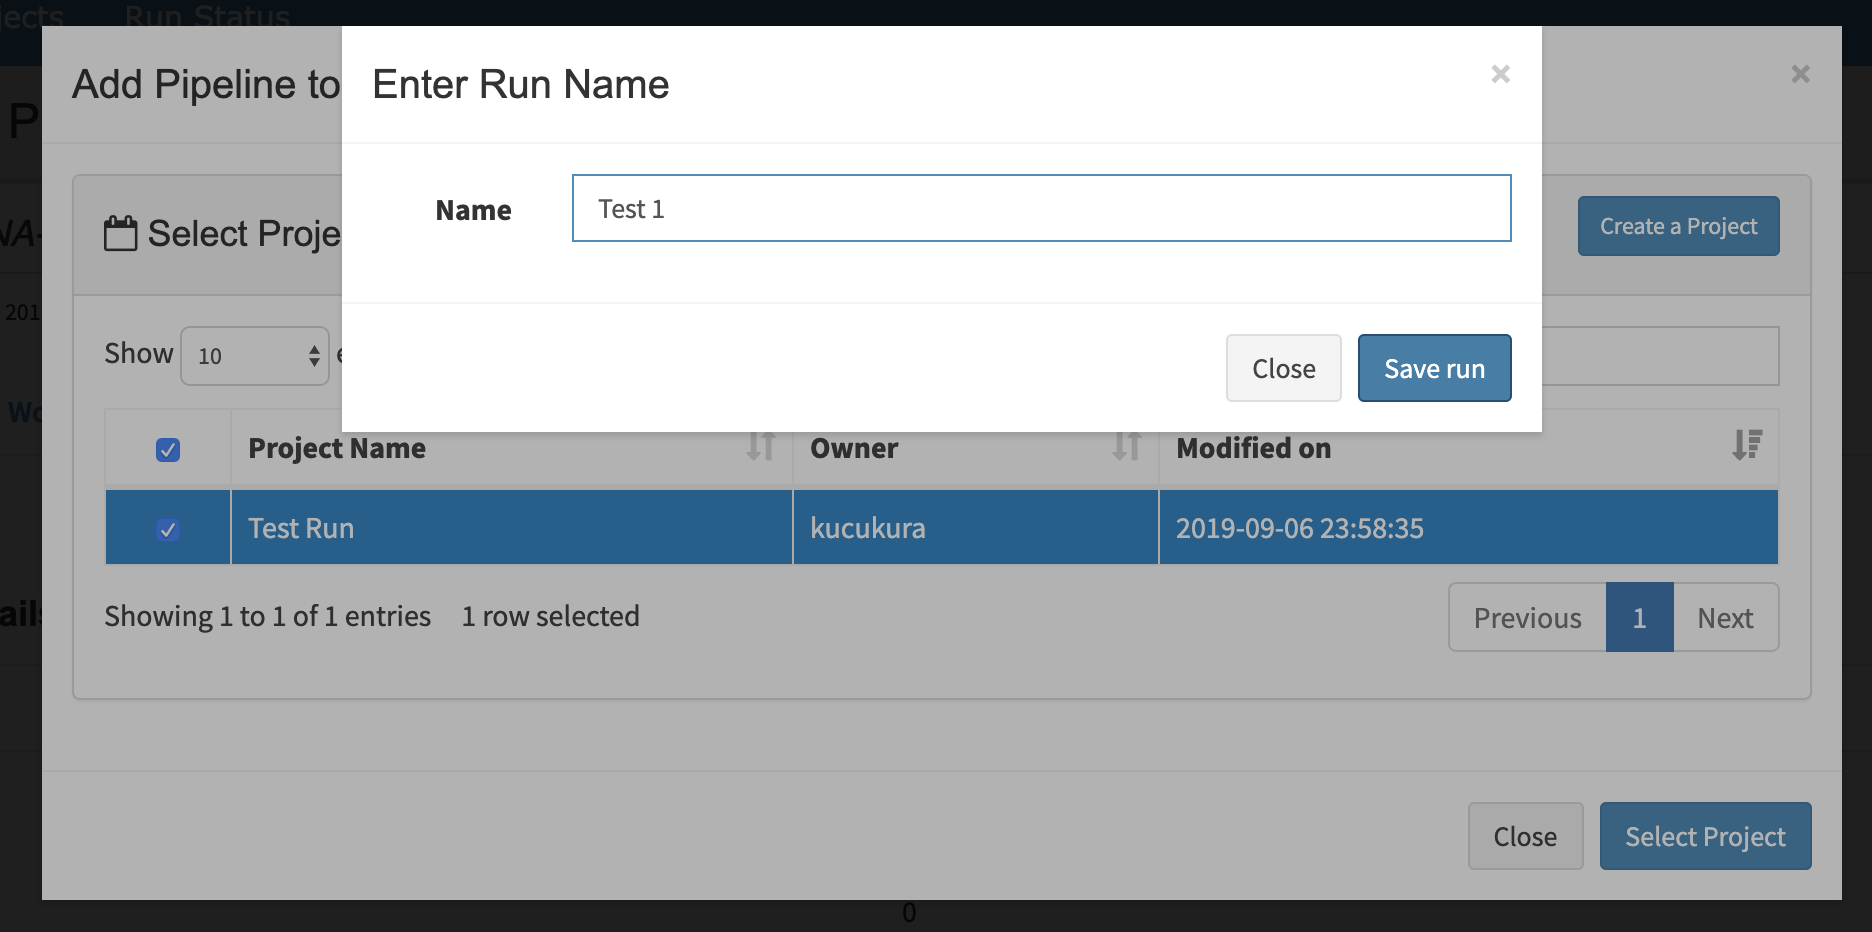 Run Status
Add Pipeline to
Enter Run Name
×
×
Name
Test 1
Select Proje
Create a Project
201
Show
10
Close
Save run
Wo
Project Name
Owner
Modified on
Test Run
kucukura
2019-09-06 23:58:35
Showing 1 to 1 of 1 entries
1 row selected
Previous
1
Next
Close
Select Project
0